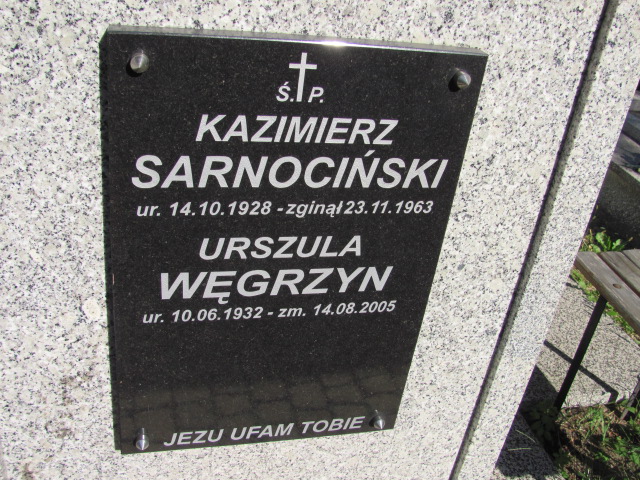 Ś.P.
KAZIMIERZ
SARNOCIŃSKI
ur. 14.10.1928 - zginął 23.11.1963
URSZULA
WĘGRZYN
ur. 10.06.1932 - zm. 14.08.2005
JEZU UFAM TOBIE